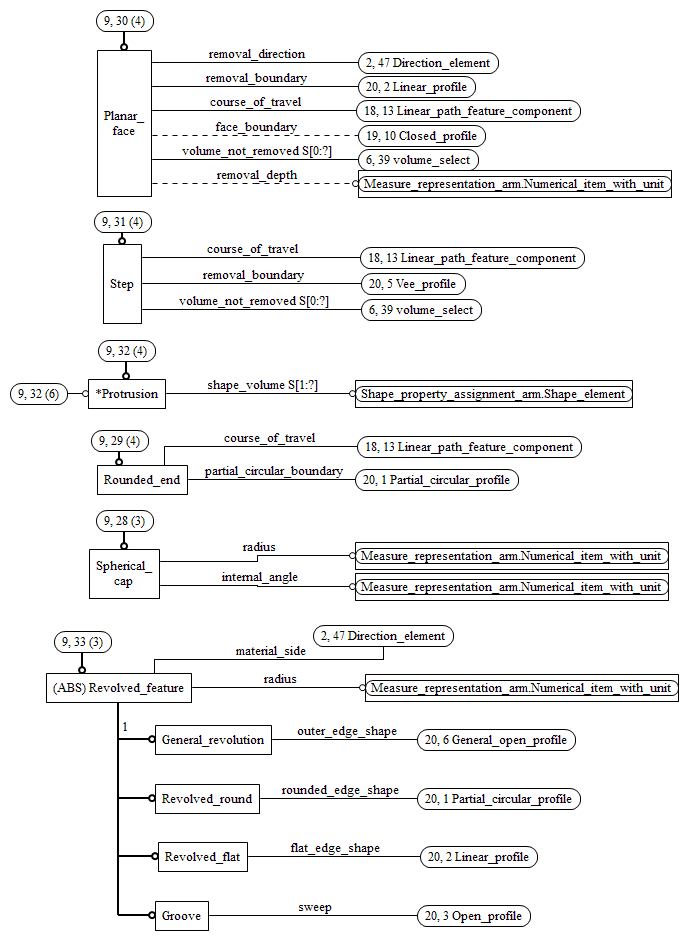 9, 30 (4)
removal_direction
2, 47 Direction_element
removal_boundary
20, 2 Linear_profile
course_of_travel
18, 13 Linear_path_feature_component
Planar_
face
face_boundary
19, 10 Closed_profile
volume_not_removed S[0:?]
6, 39 volume_select
removal_depth
Measure_representation_arm.Numerical_item_with_unit
9, 31 (4)
course_of_travel
18, 13 Linear_path_feature_component
Step
removal_boundary
20, 5 Vee_profile
volume_not_removed S[0:?]
6, 39 volume_select
9, 32 (4)
9, 32 (6)
*Protrusion
shape_volume S[1:?]
Shape_property_assignment_arm.Shape_element
9, 29 (4)
course_of_travel
18, 13 Linear_path_feature_component
Rounded_end
partial_circular_boundary
20, 1 Partial_circular_profile
9, 28 (3)
radius
Measure_representation_arm.Numerical_item_with_unit
Spherical_
cap
internal_angle
Measure_representation_arm.Numerical_item_with_unit
9, 33 (3)
2, 47 Direction_element
material_side
(ABS) Revolved_feature
radius
Measure_representation_arm.Numerical_item_with_unit
1
General_revolution
outer_edge_shape
20, 6 General_open_profile
Revolved_round
rounded_edge_shape
20, 1 Partial_circular_profile
Revolved_flat
flat_edge_shape
20, 2 Linear_profile
Groove
sweep
20, 3 Open_profile